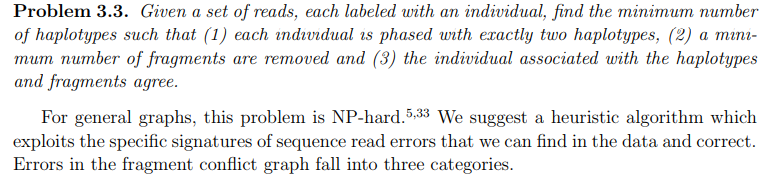 Problem 3.3. Given a set of reads, each labeled with an individual, find the minimum number
of haplotypes such that (1) each individual is phased with exactly two haplotypes, (2) a mini-
mum number of fragments are removed and (3) the individual associated with the haplotypes
and fragments agree.
For general graphs, this problem is NP-hard.5,33 We suggest a heuristic algorithm which
exploits the specific signatures of sequence read errors that we can find in the data and correct.
Errors in the fragment conflict graph fall into three categories.